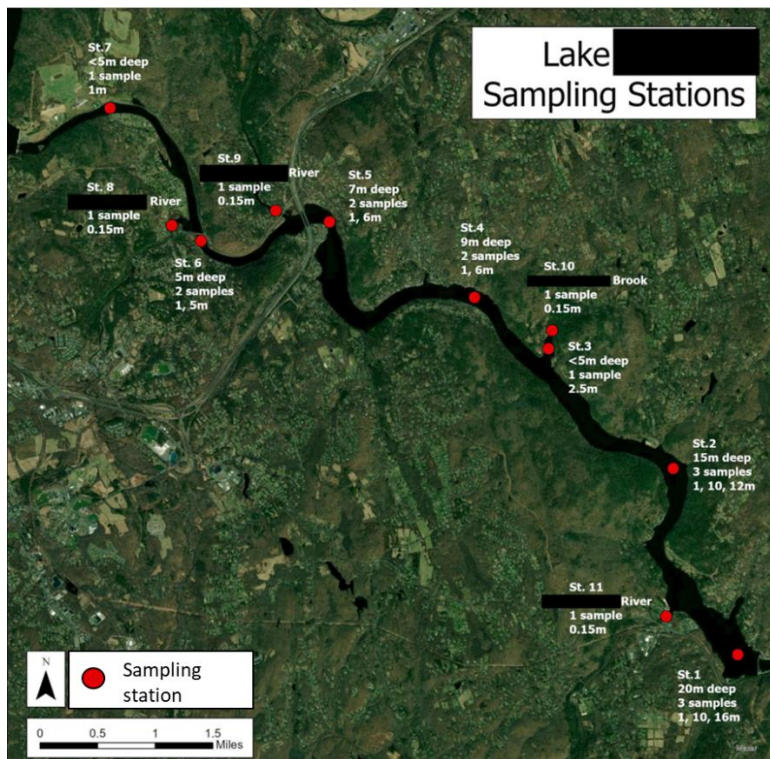 Lake
Sampling Stations
St.7
<5m deep
1 sample
1m
St.9
River
1 sample
0.15m
St. 8
River
1 sample
0.15m
St.5
7m deep
2 samples
1, 6m
St. 6
5m deep
2 samples
1, 5m
St.4
9m deep
2 samples
1, 6m
St.10
Brook
1 sample
0.15m
St.3
<5m deep
1 sample
2.5m
St.2
15m deep
3 samples
1, 10, 12m
St. 11
River
1 sample
0.15m
St.1
20m deep
3 samples
1, 10, 16m
N
Sampling
station
0 0.5 1 1.5
Miles